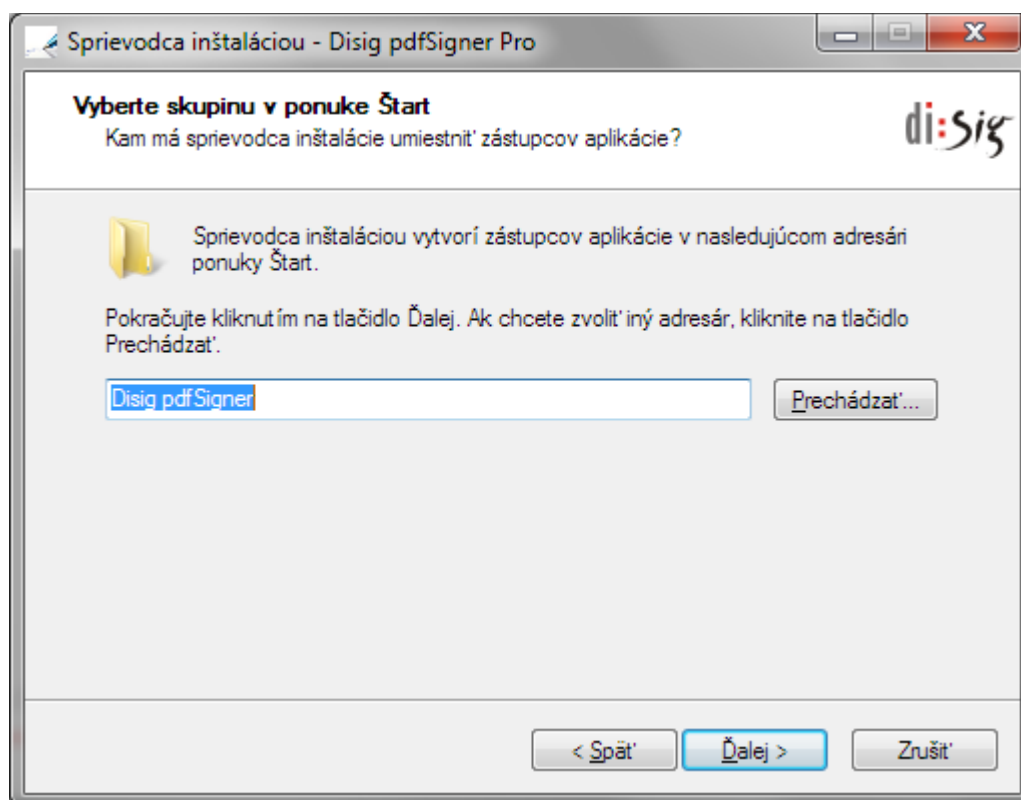 Sprievodca inštaláciou - Disig pdfSigner Pro
Vyberte skupinu v ponuke Štart
Kam má sprievodca inštalácie umiestniť zástupcov aplikácie?
di:sig
Sprievodca inštaláciou vytvorí zástupcov aplikácie v nasledujúcom adresári
ponuky Štart.
Pokračujte kliknutím na tlačidlo Ďalej. Ak chcete zvoliť iný adresár, kliknite na tlačidlo
Prechádzať.
Disig pdfSigner
Prechádzať...
< Späť
Ďalej >
Zrušiť